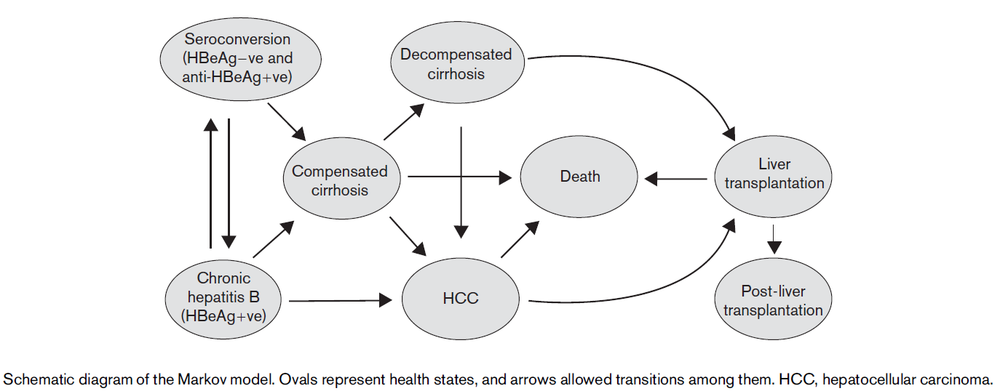 Seroconversion
(HBeAg−ve and
anti-HBeAg+ve)
Decompensated
cirrhosis
Compensated
cirrhosis
Death
Liver
transplantation
Chronic
hepatitis B
(HBeAg+ve)
HCC
Post-liver
transplantation
Schematic diagram of the Markov model. Ovals represent health states, and arrows allowed transitions among them. HCC, hepatocellular carcinoma.